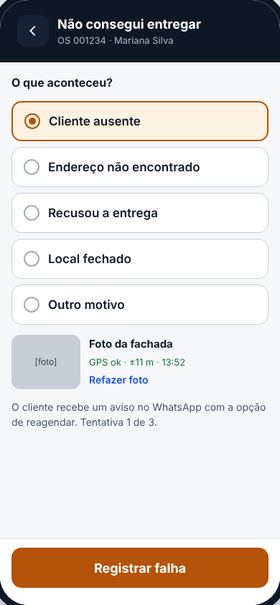 Não consegui entregar
OS 001234 · Mariana Silva
O que aconteceu?
Cliente ausente
Endereço não encontrado
Recusou a entrega
Local fechado
Outro motivo
[foto]
Foto da fachada
GPS ok · ±11 m · 13:52
Refazer foto
O cliente recebe um aviso no WhatsApp com a opção
de reagendar. Tentativa 1 de 3.
Registrar falha